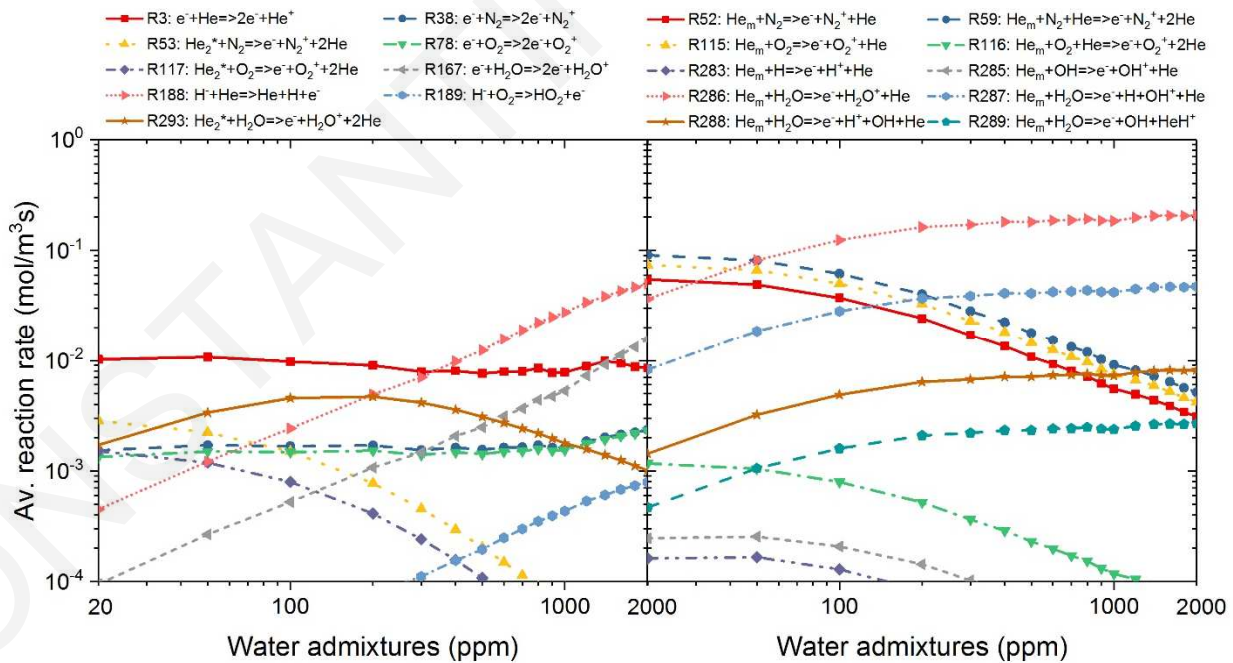 R3: e⁻+He=>2e⁻+He⁺
R38: e⁻+N₂=>2e⁻+N₂⁺
R53: He₂*+N₂=>e⁻+N₂⁺+2He
R78: e⁻+O₂=>2e⁻+O₂⁺
R117: He₂*+O₂=>e⁻+O₂⁺+2He
R167: e⁻+H₂O=>2e⁻+H₂O⁺
R188: H⁻+He=>He+H+e⁻
R189: H⁻+O₂=>HO₂+e⁻
R293: He₂*+H₂O=>e⁻+H₂O⁺+2He
R52: Heₘ+N₂=>e⁻+N₂⁺+He
R59: Heₘ+N₂+He=>e⁻+N₂⁺+2He
R115: Heₘ+O₂=>e⁻+O₂⁺+He
R116: Heₘ+O₂+He=>e⁻+O₂⁺+2He
R283: Heₘ+H=>e⁻+H⁺+He
R285: Heₘ+OH=>e⁻+OH⁺+He
R286: Heₘ+H₂O=>e⁻+H₂O⁺+He
R287: Heₘ+H₂O=>e⁻+H+OH⁺+He
R288: Heₘ+H₂O=>e⁻+H⁺+OH+He
R289: Heₘ+H₂O=>e⁻+OH+HeH⁺
Av. reaction rate (mol/m³s)
10⁰
10⁻¹
10⁻²
10⁻³
10⁻⁴
20 100 1000 2000 100 1000 2000
Water admixtures (ppm) Water admixtures (ppm)
ONSTANTI